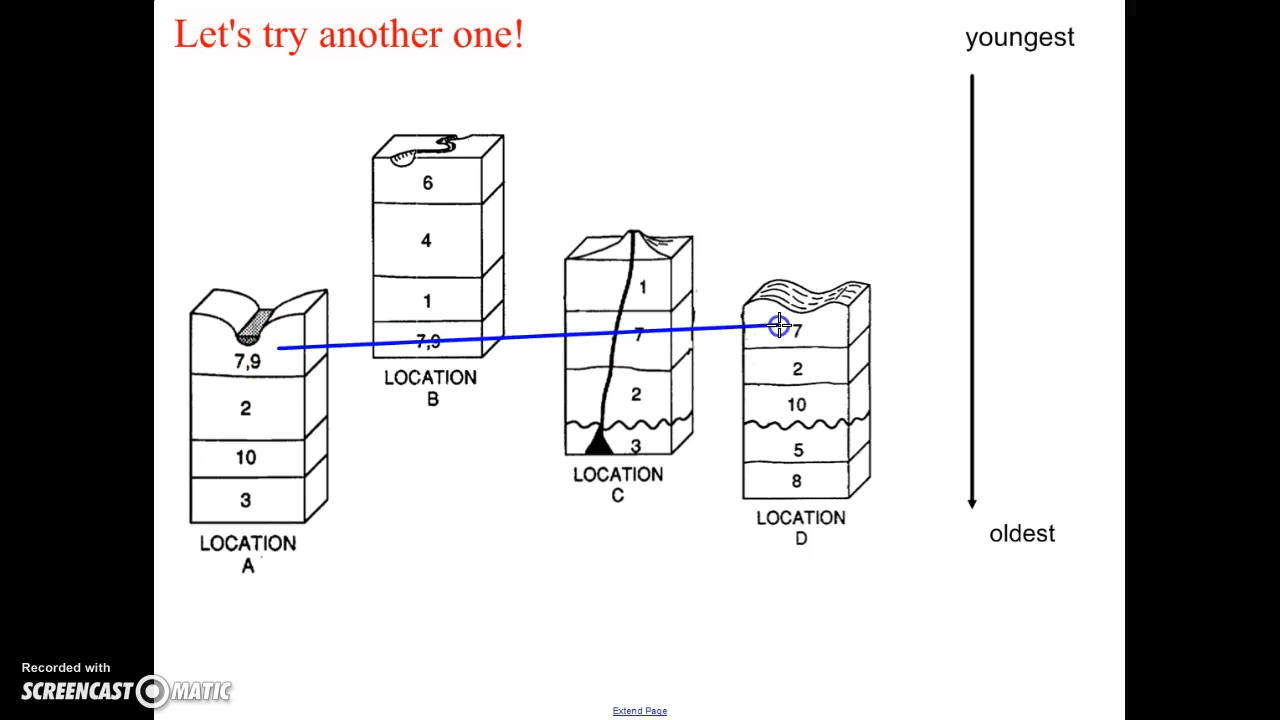 Let's try another one!
youngest
6
4
1
7,9
LOCATION
B
7,9
2
10
3
LOCATION
A
1
7
2
3
LOCATION
C
7
2
10
5
8
LOCATION
D
oldest
Recorded with
SCREENCAST MATIC
Extend Page